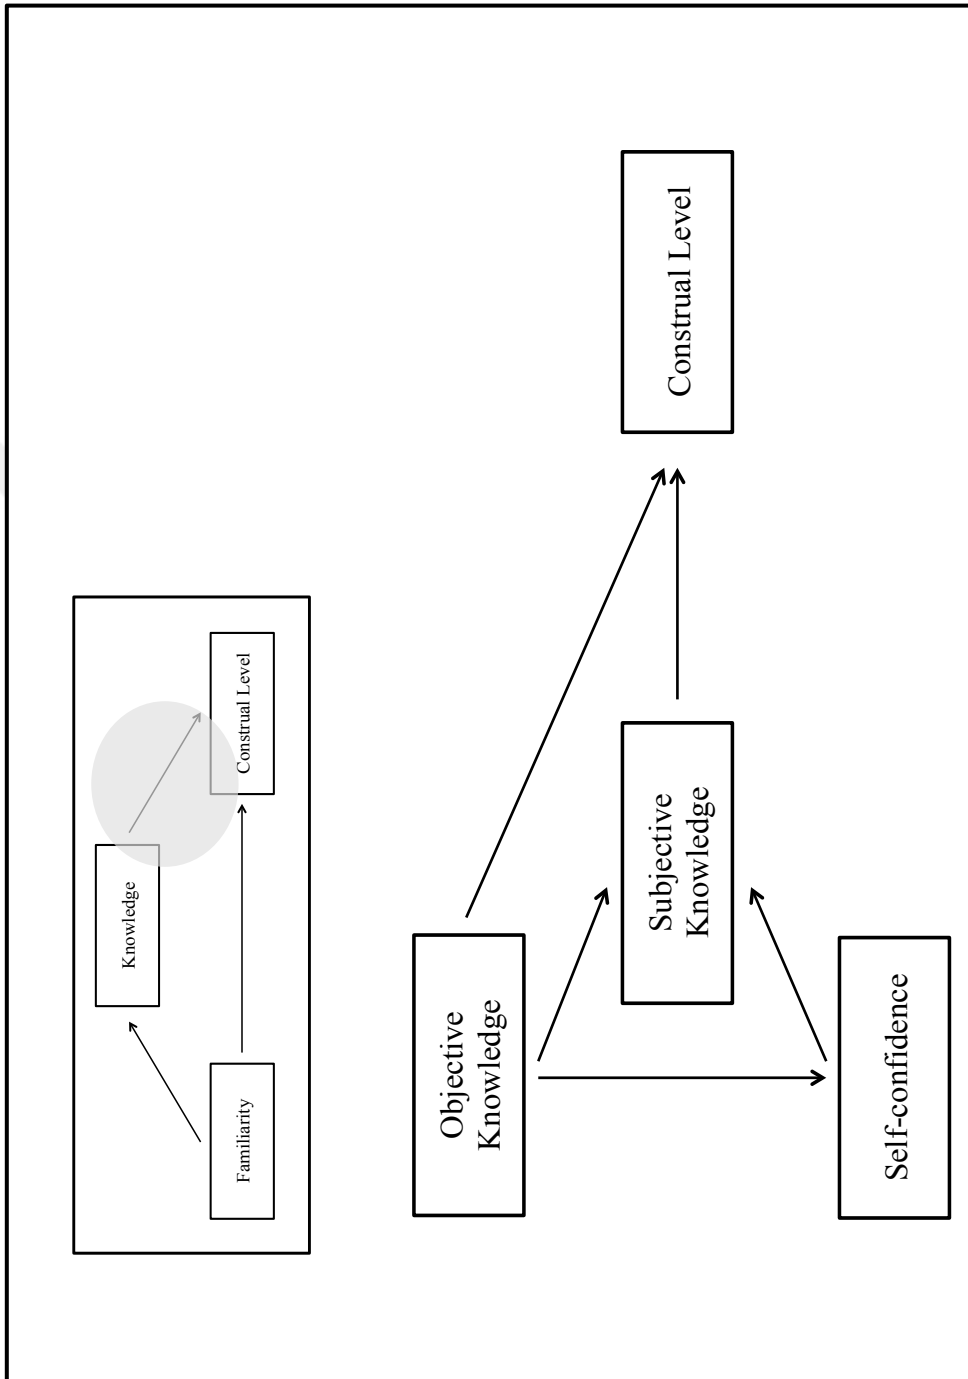 Knowledge
Familiarity
Construal Level
Objective
Knowledge
Subjective
Knowledge
Construal Level
Self-confidence